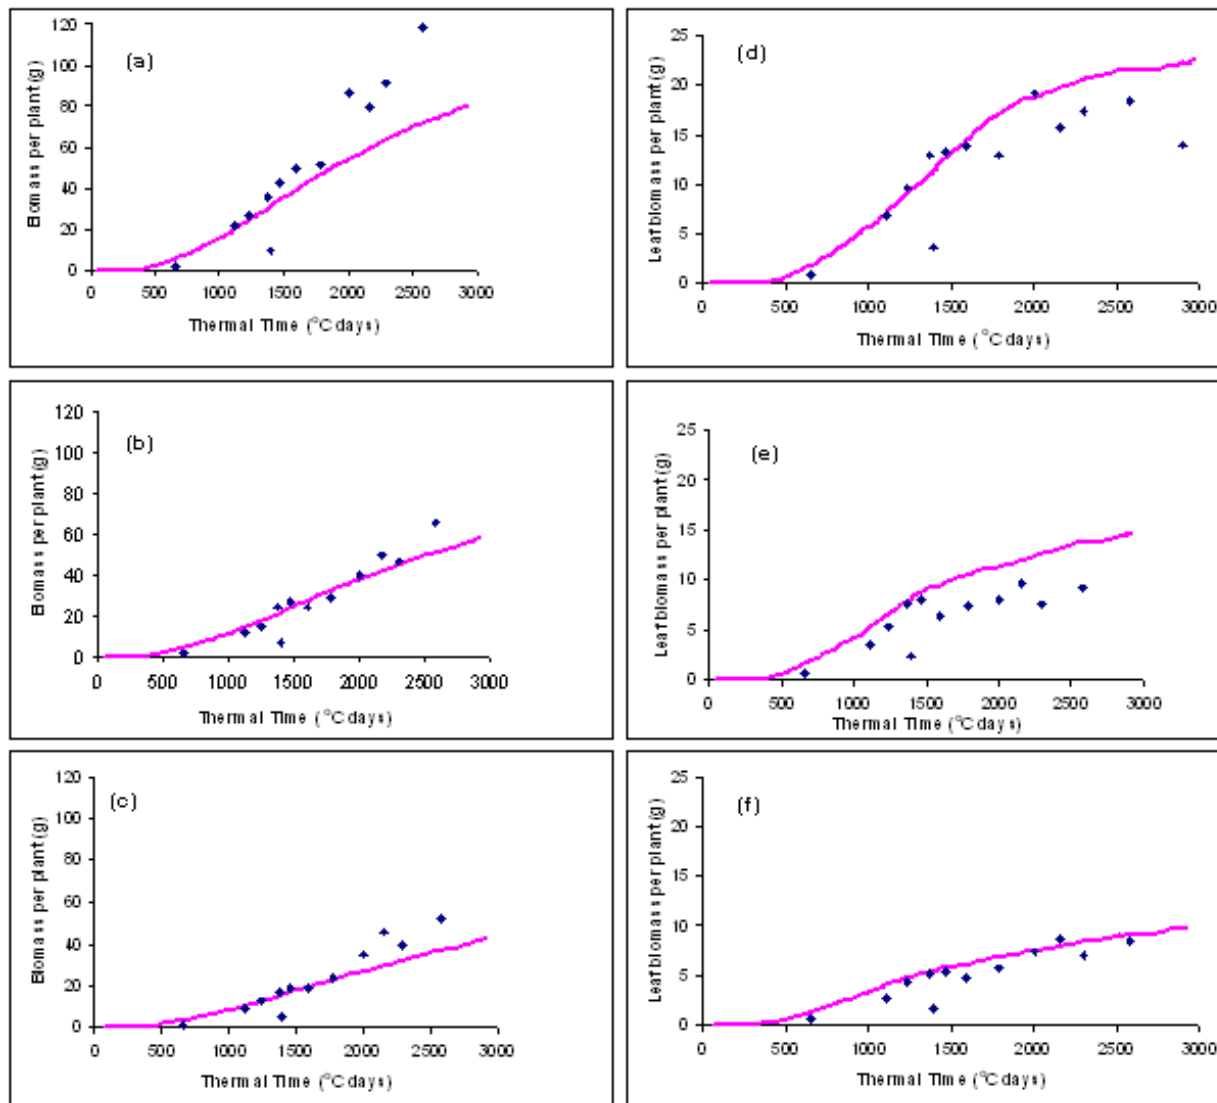 (a)
Biomass per plant (g)
120
100
80
60
40
20
0
0 500 1000 1500 2000 2500 3000
Thermal Time (°C days)
(d)
Leaf biomass per plant (g)
25
20
15
10
5
0
0 500 1000 1500 2000 2500 3000
Thermal Time (°C days)
(b)
Biomass per plant (g)
120
100
80
60
40
20
0
0 500 1000 1500 2000 2500 3000
Thermal Time (°C days)
(e)
Leaf biomass per plant (g)
25
20
15
10
5
0
0 500 1000 1500 2000 2500 3000
Thermal Time (°C days)
(c)
Biomass per plant (g)
120
100
80
60
40
20
0
0 500 1000 1500 2000 2500 3000
Thermal Time (°C days)
(f)
Leaf biomass per plant (g)
25
20
15
10
5
0
0 500 1000 1500 2000 2500 3000
Thermal Time (°C days)